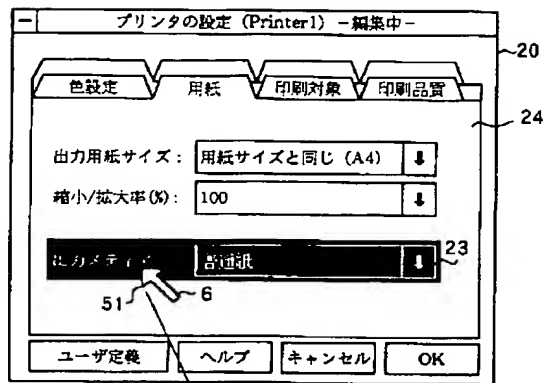 プリンタの設定 (Printer1) －編集中－
20
色設定 用紙 印刷対象 印刷品質
24
出力用紙サイズ： 用紙サイズと同じ (A4)
縮小/拡大率(%)： 100
出力メディア 普通紙 23
51 6
ユーザ定義 ヘルプ キャンセル OK